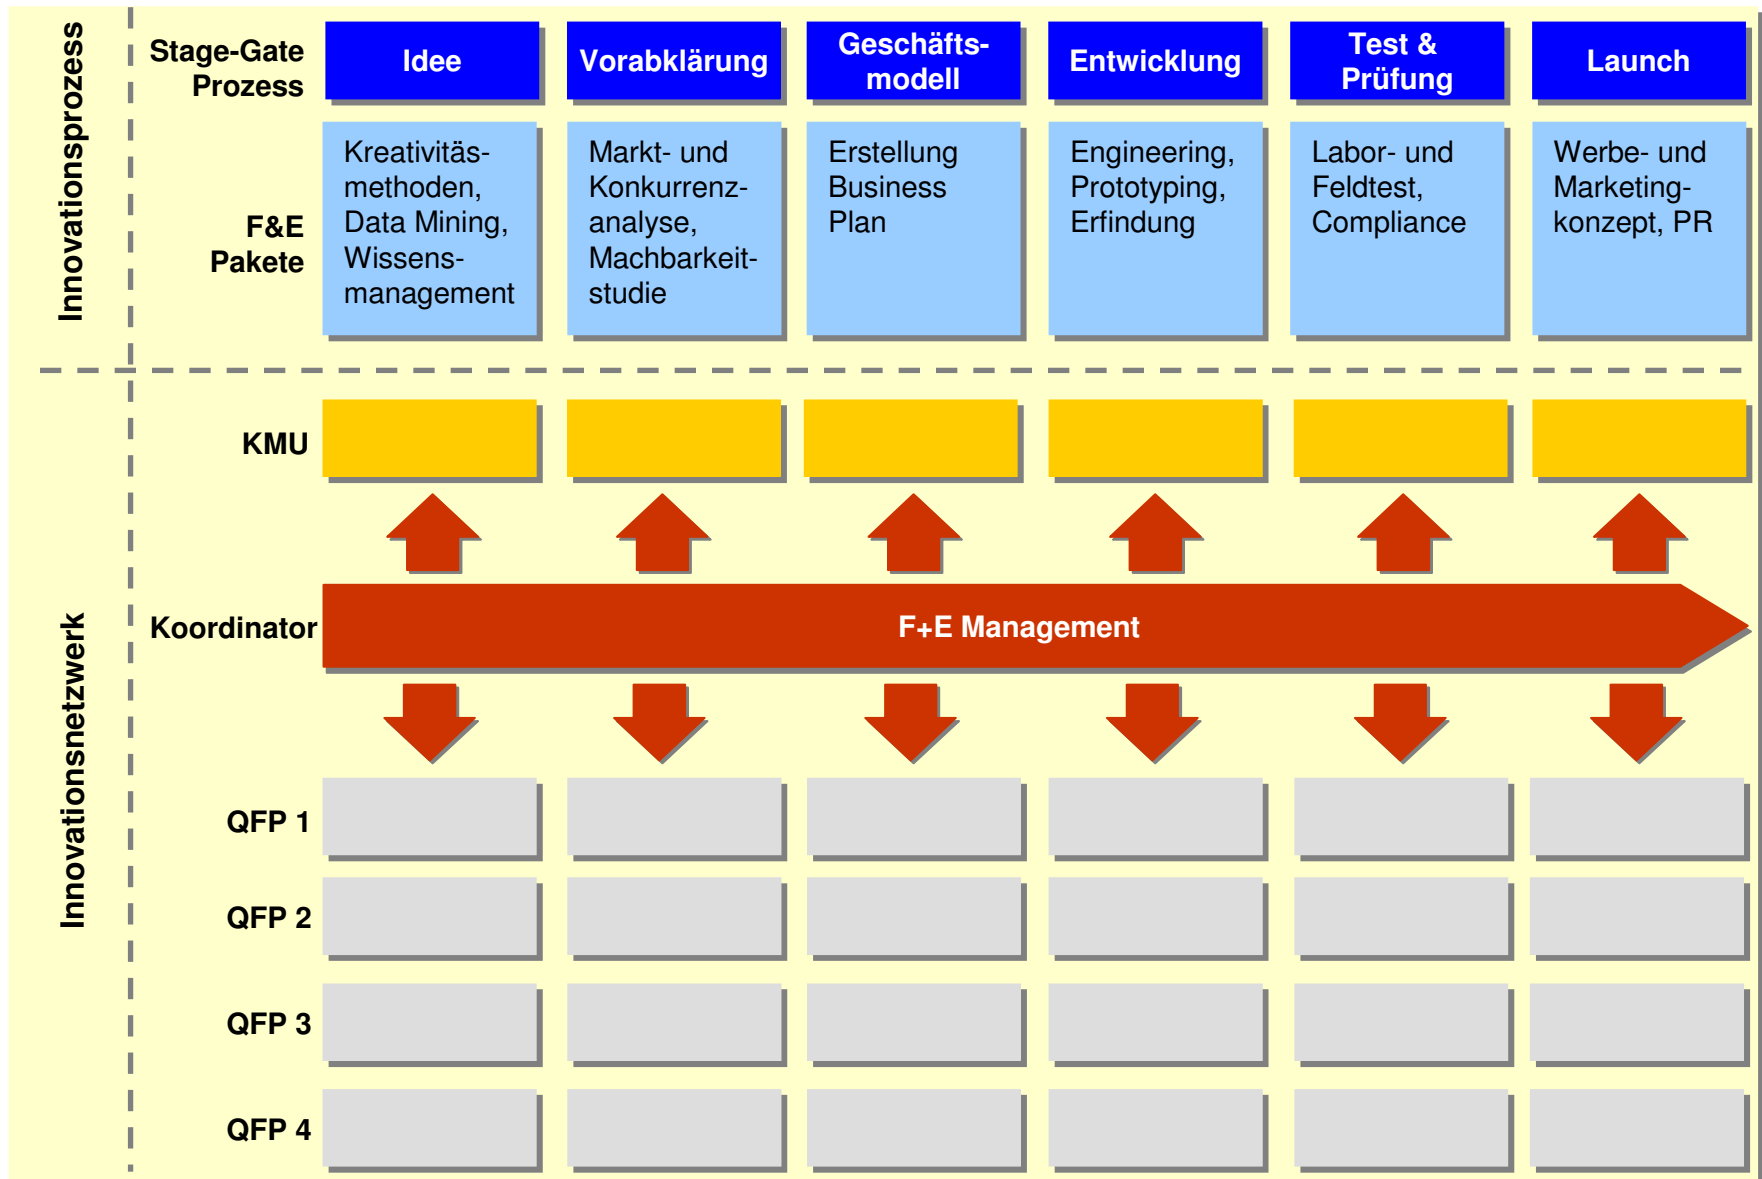 Innovationsprozess
Stage-Gate
Prozess
Idee
Vorabklärung
Geschäfts-
modell
Entwicklung
Test &
Prüfung
Launch
F&E
Pakete
Kreativitäs-
methoden,
Data Mining,
Wissens-
management
Markt- und
Konkurrenz-
analyse,
Machbarkeit-
studie
Erstellung
Business
Plan
Engineering,
Prototyping,
Erfindung
Labor- und
Feldtest,
Compliance
Werbe- und
Marketing-
konzept, PR
Innovationsnetzwerk
KMU
Koordinator
F+E Management
QFP 1
QFP 2
QFP 3
QFP 4